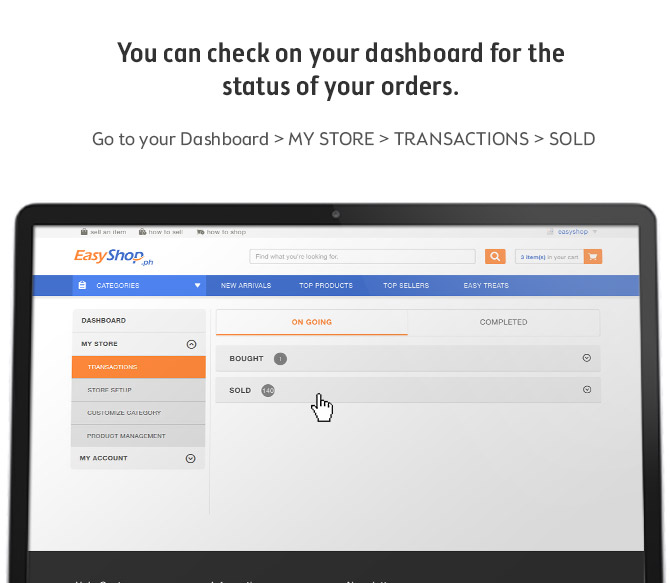 You can check on your dashboard for the
status of your orders.
Go to your Dashboard > MY STORE > TRANSACTIONS > SOLD
sell an item how to sell how to shop easyshop
EasyShop.ph Find what you're looking for. 3 item(s) in your cart
CATEGORIES NEW ARRIVALS TOP PRODUCTS TOP SELLERS EASY TREATS
DASHBOARD ON GOING COMPLETED
MY STORE
TRANSACTIONS BOUGHT 1
STORE SETUP SOLD 140
CUSTOMIZE CATEGORY
PRODUCT MANAGEMENT
MY ACCOUNT